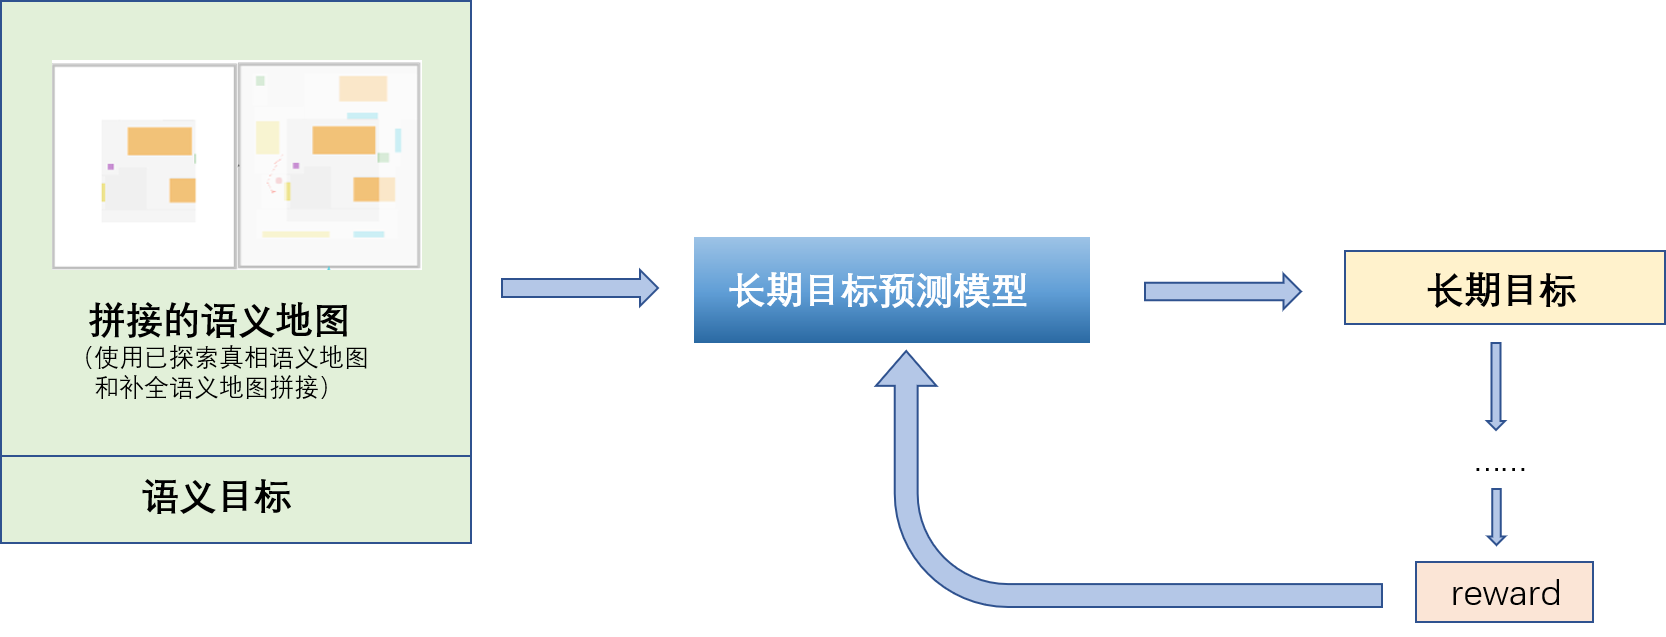 拼接的语义地图
（使用已探索真相语义地图
和补全语义地图拼接）
语义目标
长期目标预测模型
长期目标
……
reward